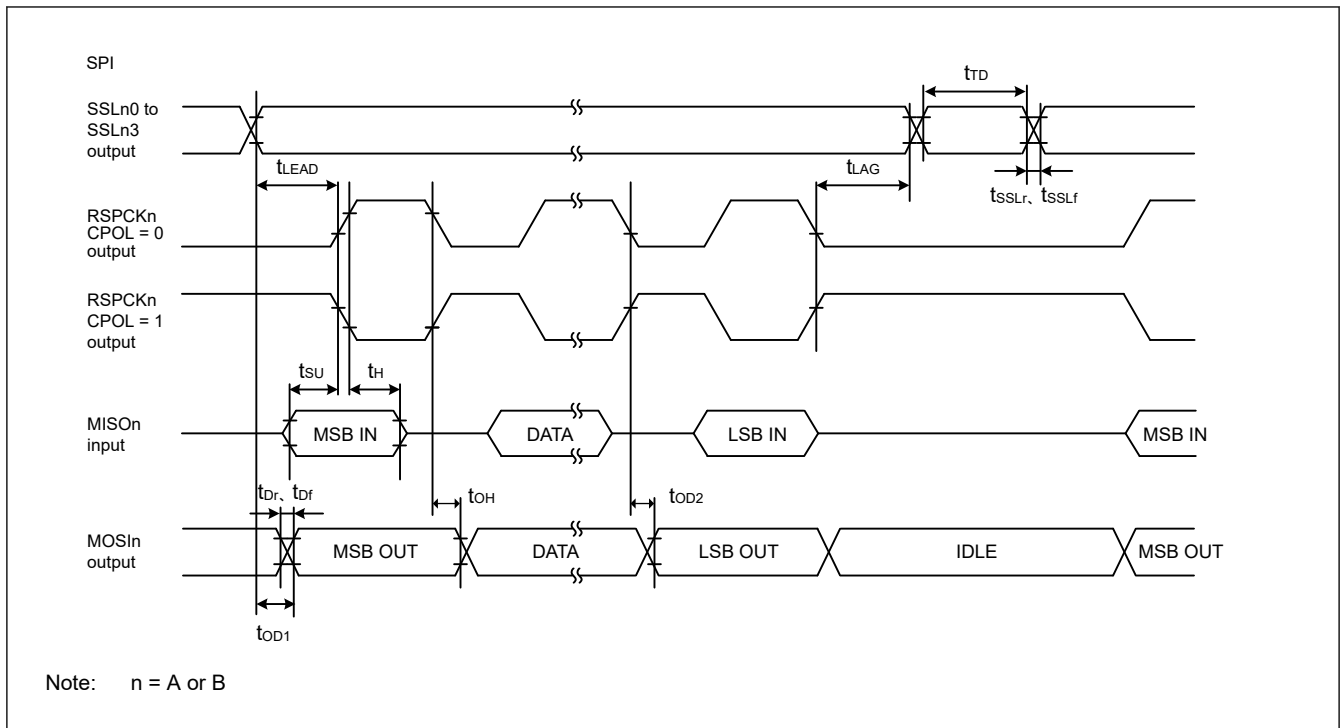 SPI
tTD
SSLn0 to
SSLn3
output
tLEAD
tLAG
tSSLr、tSSLf
RSPCKn
CPOL = 0
output
RSPCKn
CPOL = 1
output
tSU
tH
MISOn
input
MSB IN
DATA
LSB IN
MSB IN
tDr、tDf
tOH
tOD2
MOSIn
output
MSB OUT
DATA
LSB OUT
IDLE
MSB OUT
tOD1
Note: n = A or B